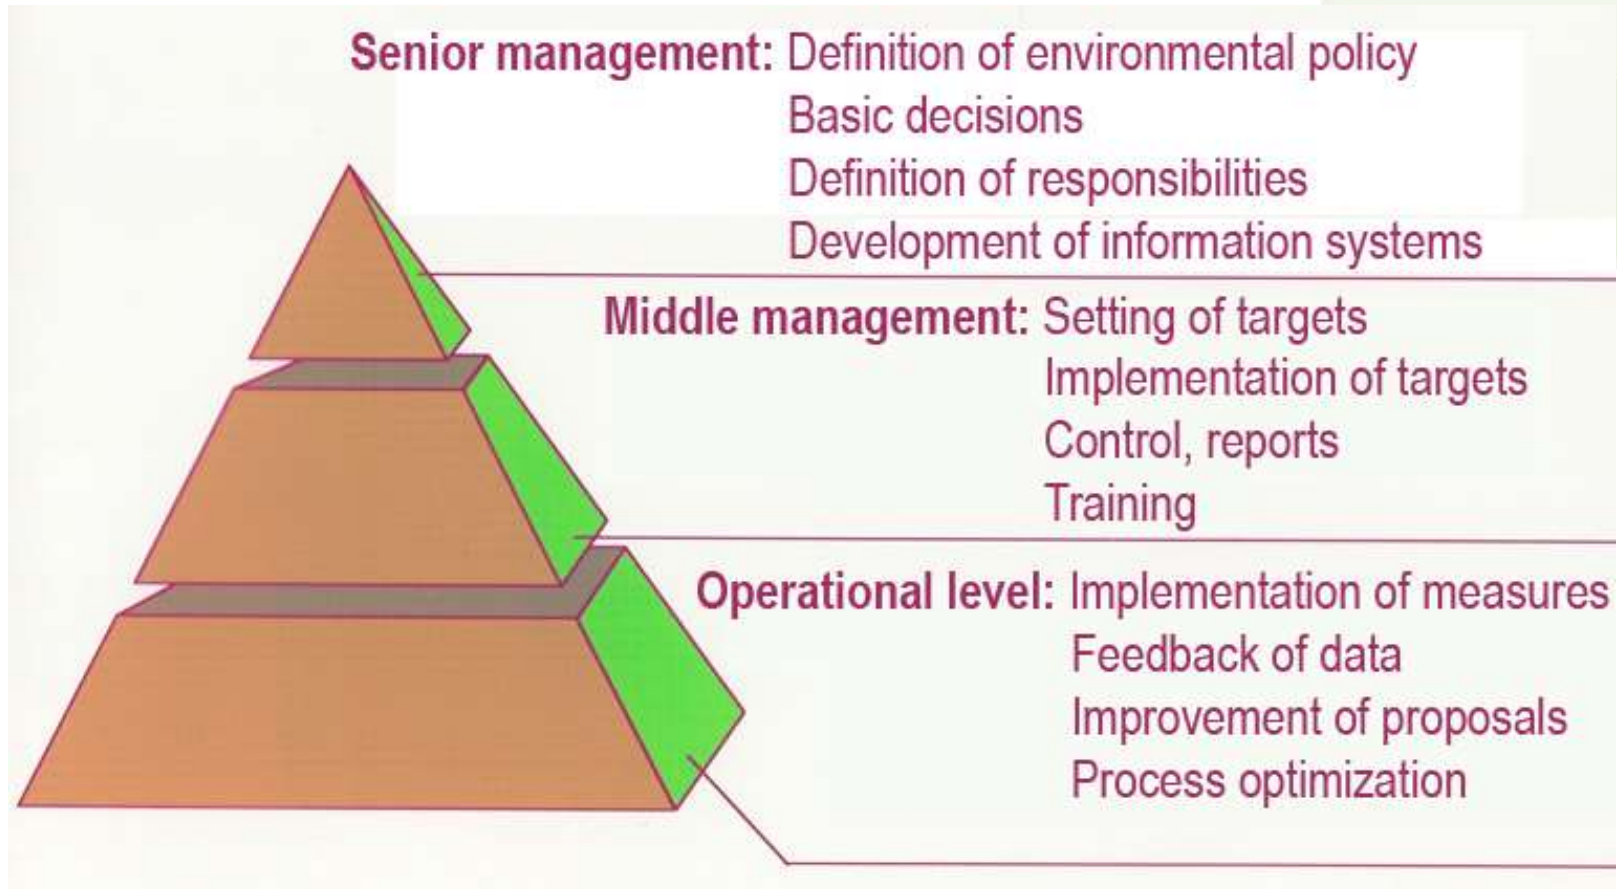 Senior management: Definition of environmental policy
Basic decisions
Definition of responsibilities
Development of information systems
Middle management: Setting of targets
Implementation of targets
Control, reports
Training
Operational level: Implementation of measures
Feedback of data
Improvement of proposals
Process optimization